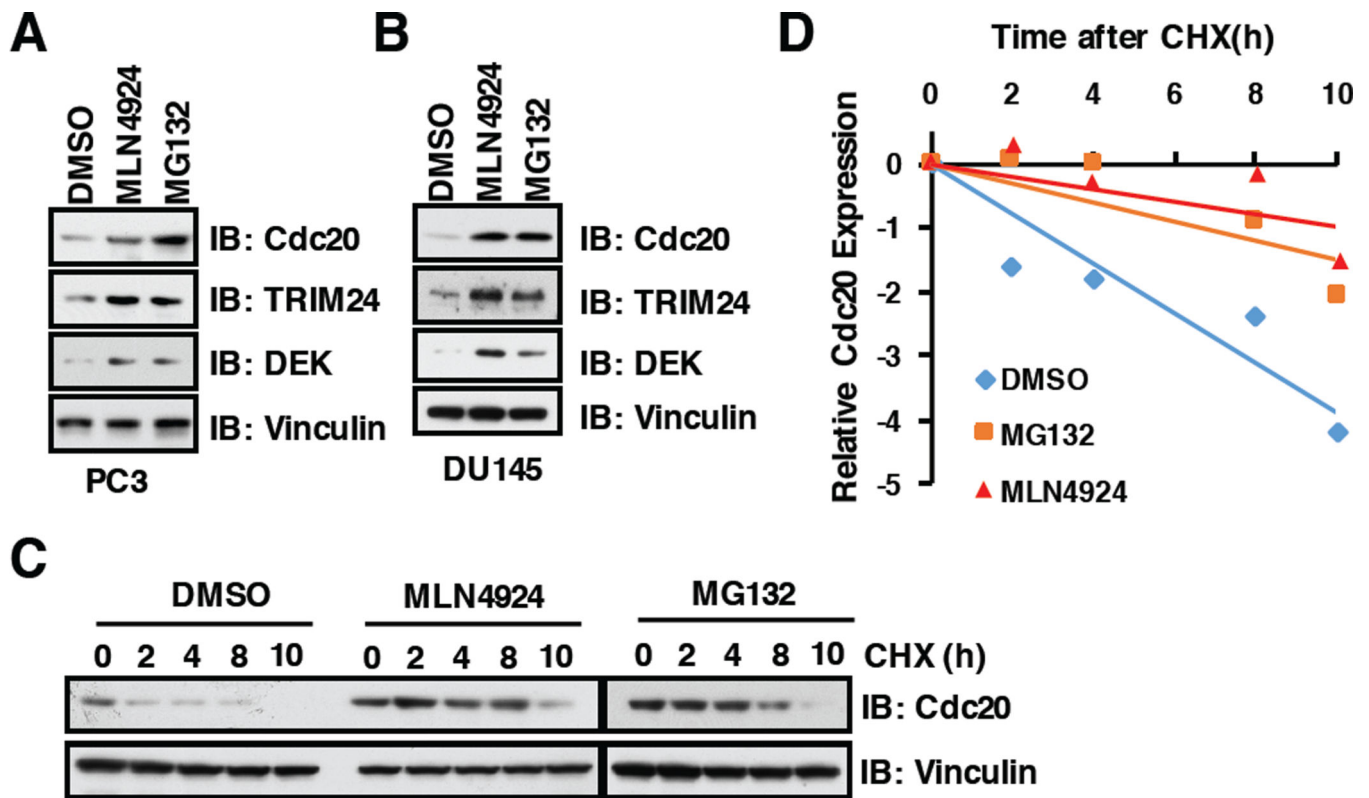 A
DMSO
MLN4924
MG132
IB: Cdc20
IB: TRIM24
IB: DEK
IB: Vinculin
PC3
B
DMSO
MLN4924
MG132
IB: Cdc20
IB: TRIM24
IB: DEK
IB: Vinculin
DU145
D
Time after CHX(h)
0 2 4 6 8 10
Relative Cdc20 Expression
0
-1
-2
-3
-4
-5
DMSO
MG132
MLN4924
C
DMSO MLN4924 MG132
0 2 4 8 10 0 2 4 8 10 0 2 4 8 10 CHX (h)
IB: Cdc20
IB: Vinculin